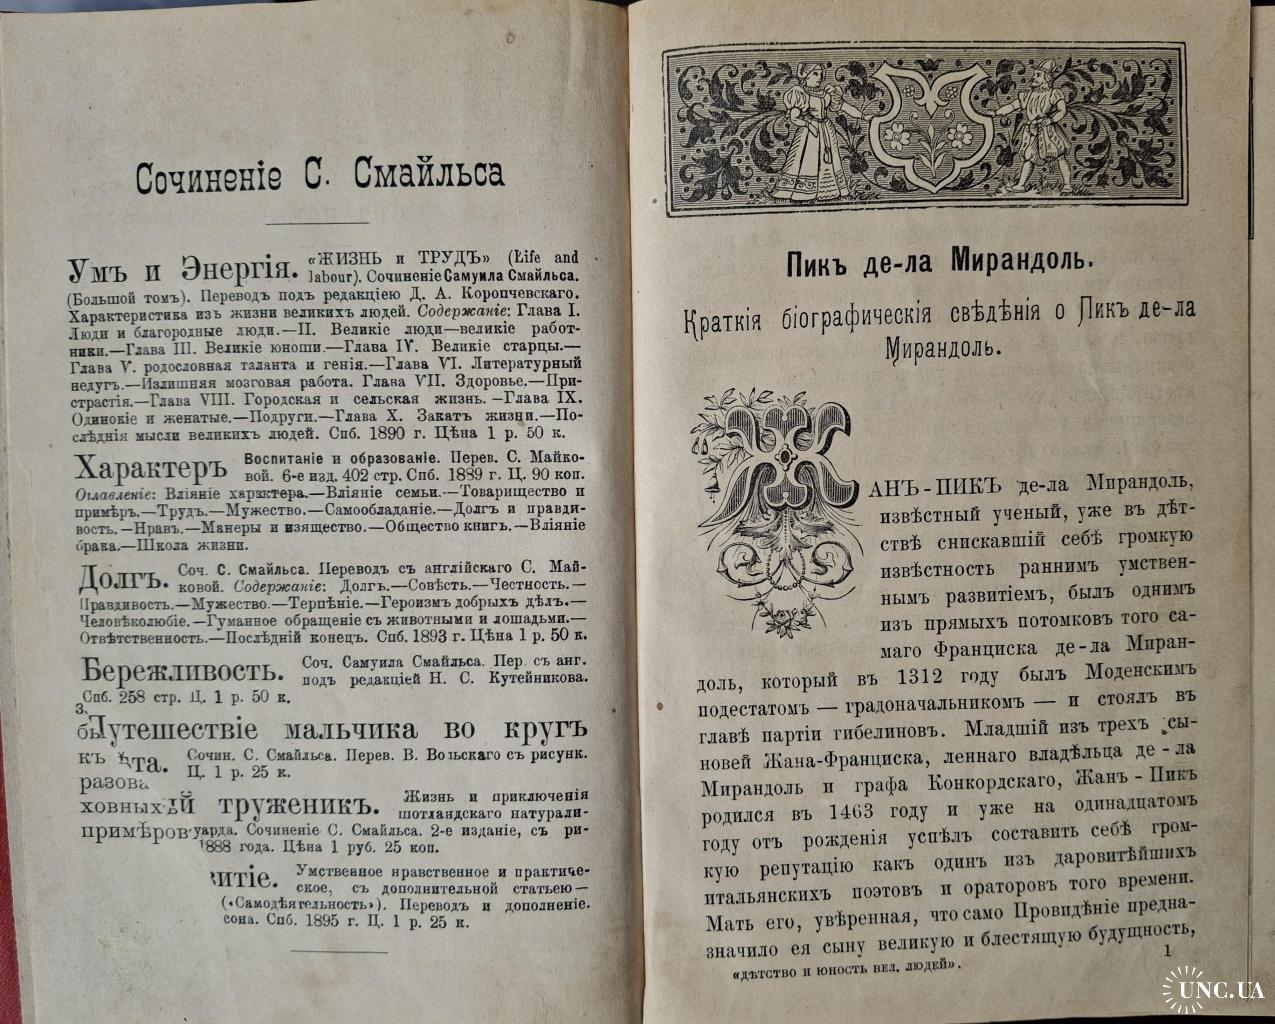 Сочиненіе С. Смайльса
Умъ и Энергія. «ЖИЗНЬ и ТРУДЪ» (Life and
labour). Сочиненіе Самуила Смайльса.
(Большой томъ). Переводъ подъ редакціею Д. А. Коропчевскаго.
Характеристика изъ жизни великихъ людей. Содержаніе: Глава I.
Люди и благородные люди.—II. Великіе люди—великіе работ-
ники.—Глава III. Великіе юноши.—Глава IV. Великіе старцы.—
Глава V. родословная таланта и генія.—Глава VI. Литературный
недугъ.—Излишняя мозговая работа. Глава VII. Здоровье.—При-
страстія.—Глава VIII. Городская и сельская жизнь.—Глава IX.
Одинокіе и женатые.—Подруги.—Глава X. Закатъ жизни.—По-
слѣднія мысли великихъ людей. Спб. 1890 г. Цѣна 1 р. 50 к.
Характеръ Воспитаніе и образованіе. Перев. С. Майко-
вой. 6-е изд. 402 стр. Спб. 1889 г. Ц. 90 коп.
Оглавленіе: Вліяніе характера.—Вліяніе семьи.—Товарищество и
примѣръ.—Трудъ.—Мужество.—Самообладаніе.—Долгъ и правди-
вость.—Нравъ.—Манеры и изящество.—Общество книгъ.—Вліяніе
брака.—Школа жизни.
Долгъ. Соч. С. Смайльса. Переводъ съ англійскаго С. Май-
ковой. Содержаніе: Долгъ.—Совѣсть.—Честность.—
Правдивость.—Мужество.—Терпѣніе.—Героизмъ добрыхъ дѣлъ.—
Человѣколюбіе.—Гуманное обращеніе съ животными и лошадьми.—
Отвѣтственность.—Послѣдній конецъ. Спб. 1893 г. Цѣна 1 р. 50 к.
Бережливость. Соч. Самуила Смайльса. Пер. съ анг.
подъ редакціей Н. С. Кутейникова.
Спб. 258 стр. Ц. 1 р. 50 к.
Путешествіе мальчика во кругъ
къ ѣта. Сочин. С. Смайльса. Перев. В. Вольскаго съ рисунк.
Ц. 1 р. 25 к.
разова
ховныхъ й труженикъ. Жизнь и приключенія
шотландскаго натурали-
примѣров уарда. Сочиненіе С. Смайльса. 2-е изданіе, съ ри-
1888 года. Цѣна 1 руб. 25 коп.
итіе. Умственное нравственное и практиче-
ское, съ дополнительной статьею—
(«Самодѣятельность»). Переводъ и дополненіе.
сона. Спб. 1895 г. Ц. 1 р. 25 к.
Пикъ де-ла Мирандоль.
Краткія біографическія свѣдѣнія о Пикъ де-ла
Мирандоль.
ЖАНЪ-ПИКЪ де-ла Мирандоль,
извѣстный ученый, уже въ дѣт-
ствѣ снискавшій себѣ громкую
извѣстность раннимъ умствен-
нымъ развитіемъ, былъ однимъ
изъ прямыхъ потомковъ того са-
маго Франциска де-ла Миран-
доль, который въ 1312 году былъ Моденскимъ
подестатомъ — градоначальникомъ — и стоялъ въ
главѣ партіи гибелиновъ. Младшій изъ трехъ сы-
новей Жана-Франциска, леннаго владѣльца де-ла
Мирандоль и графа Конкордскаго, Жанъ-Пикъ
родился въ 1463 году и уже на одинадцатомъ
году отъ рожденія успѣлъ составить себѣ гром-
кую репутацію какъ одинъ изъ даровитѣйшихъ
итальянскихъ поэтовъ и ораторовъ того времени.
Мать его, увѣренная, что само Провидѣніе предна-
значило ея сыну великую и блестящую будущность,
«дѣтство и юность вел. людей».
1
UNC.UA